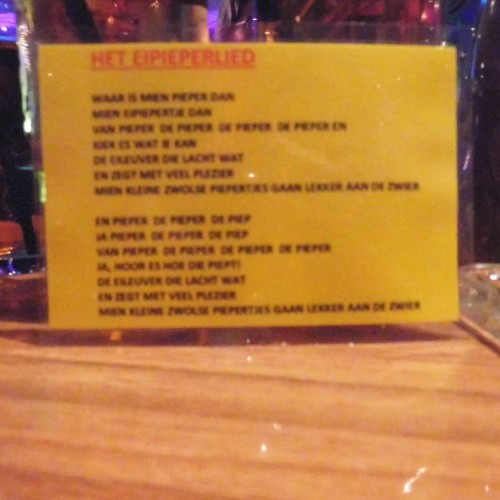 HET EIPIEPERLIED
WAAR IS MIEN PIEPER DAN
MIEN EIPIEPERTJE DAN
VAN PIEPER DE PIEPER DE PIEPER DE PIEPER EN
KIEK ES WAT IE KAN
DE EILEUVER DIE LACHT WAT
EN ZEGT MET VEEL PLEZIER
MIEN KLEINE ZWOLSE PIEPERTJES GAAN LEKKER AAN DE ZWIER
EN PIEPER DE PIEPER DE PIEP
JA PIEPER DE PIEPER DE PIEP
VAN PIEPER DE PIEPER DE PIEPER DE PIEPER
JA, HOOR ES HOE DIE PIEPT!
DE EILEUVER DIE LACHT WAT
EN ZEGT MET VEEL PLEZIER
MIEN KLEINE ZWOLSE PIEPERTJES GAAN LEKKER AAN DE ZWIER